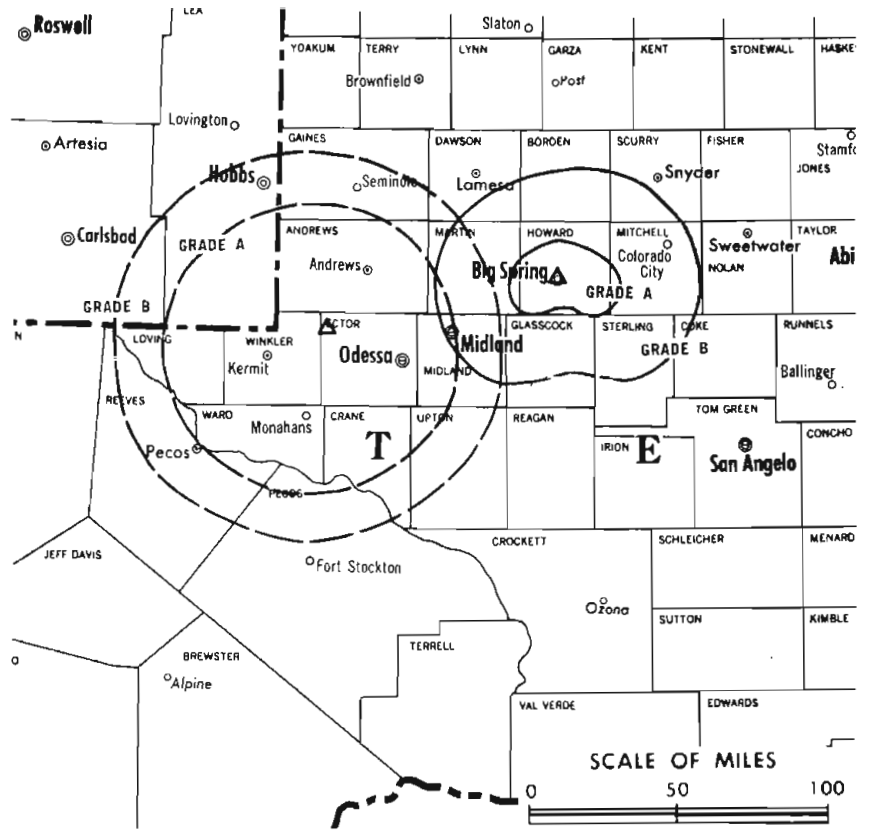 LEA
Roswell
Slaton
YOAKUM
TERRY
LYNN
GARZA
KENT
STONEWALL
HASKE
Brownfield
Post
Lovington
Artesia
GAINES
DAWSON
BORDEN
SCURRY
FISHER
Stamfo
JONES
Hobbs
Seminole
Lamesa
Snyder
Carlsbad
GRADE A
ANDREWS
MARTIN
HOWARD
MITCHELL
Colorado
City
Sweetwater
TAYLOR
NOLAN
Abi
Andrews
Big Spring
GRADE A
GRADE B
N
LOVING
WINKLER
ECTOR
Midland
GLASSCOCK
STERLING
COKE
RUNNELS
GRADE B
Kermit
Odessa
MIDLAND
Ballinger
REEVES
WARD
Monahans
CRANE
UPTON
REAGAN
TOM GREEN
CONCHO
T
E
IRION
Pecos
San Angelo
PECOS
CROCKETT
SCHLEICHER
MENARD
JEFF DAVIS
Fort Stockton
Ozona
SUTTON
KIMBLE
TERRELL
BREWSTER
a
Alpine
VAL VERDE
EDWARDS
SCALE OF MILES
0 50 100